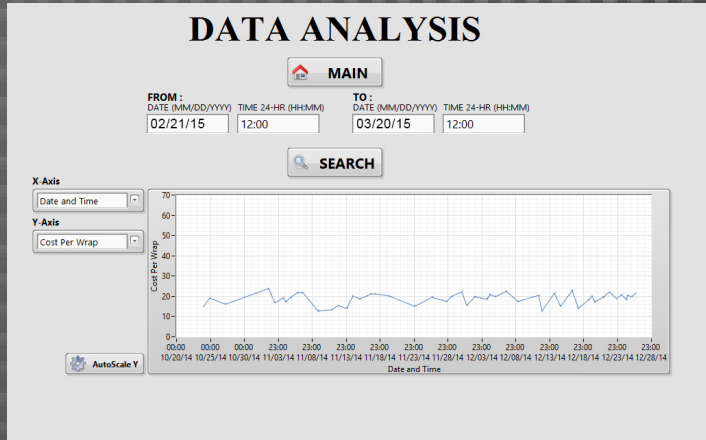 DATA ANALYSIS
MAIN
FROM :
DATE (MM/DD/YYYY) TIME 24-HR (HH:MM)
02/21/15 12:00
TO :
DATE (MM/DD/YYYY) TIME 24-HR (HH:MM)
03/20/15 12:00
SEARCH
X-Axis
Date and Time
Y-Axis
Cost Per Wrap
AutoScale Y
Cost Per Wrap
70
60
50
40
30
20
10
0
00:00 00:00 00:00 23:00 23:00 23:00 23:00 23:00 23:00 23:00 23:00 23:00 23:00 23:00 23:00
10/20/14 10/25/14 10/30/14 11/03/14 11/08/14 11/13/14 11/18/14 11/23/14 11/28/14 12/03/14 12/08/14 12/13/14 12/18/14 12/23/14 12/28/14
Date and Time